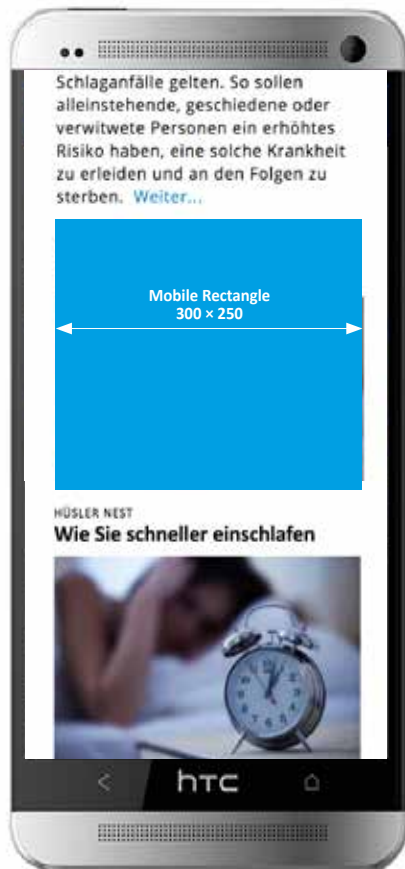 Schlaganfälle gelten. So sollen
alleinstehende, geschiedene oder
verwitwete Personen ein erhöhtes
Risiko haben, eine solche Krankheit
zu erleiden und an den Folgen zu
sterben. Weiter...
Mobile Rectangle
300 × 250
HÜSLER NEST
Wie Sie schneller einschlafen
hTC